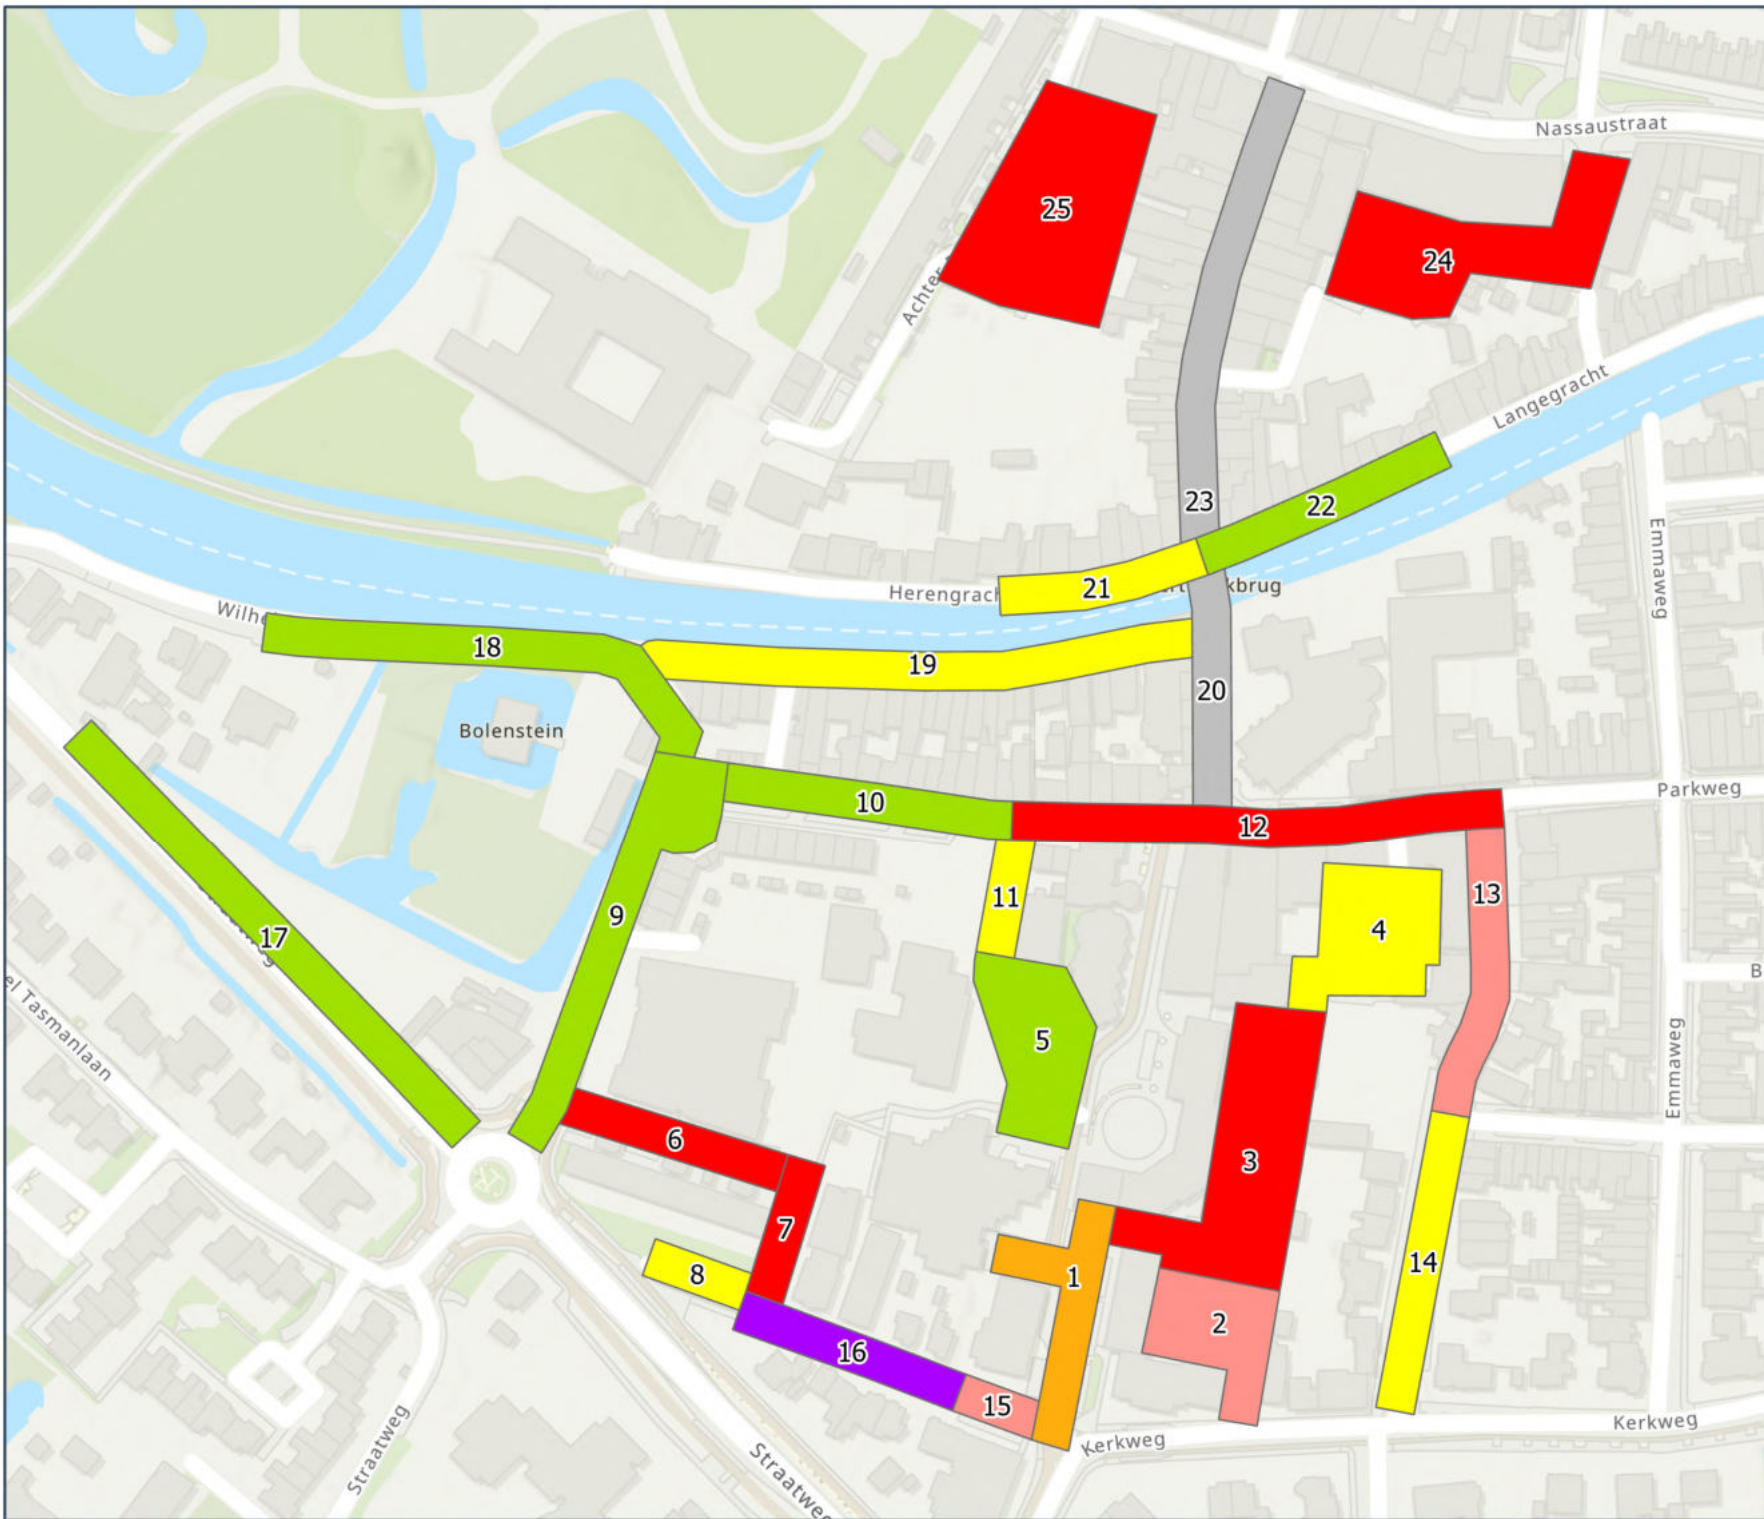 Nassaustraat
25
24
Achter
Langegracht
23
22
Emmaweg
21
Herengrach
kbrug
Wilhe
18
19
20
Bolenstein
Parkweg
10
12
13
11
4
9
17
B
el Tasmanlaan
5
Emmaweg
6
3
7
14
8
1
2
16
15
Straatweg
Kerkweg
Kerkweg
Straatweg